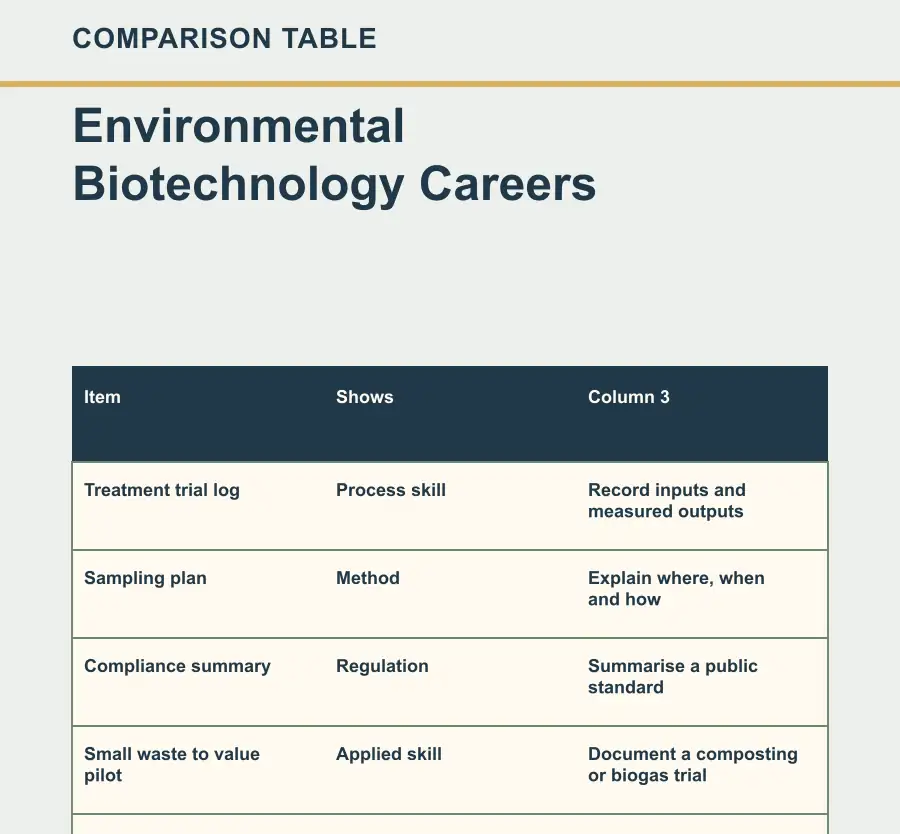 COMPARISON TABLE
Environmental
Biotechnology Careers
Item Shows Column 3
Treatment trial log Process skill Record inputs and
measured outputs
Sampling plan Method Explain where, when
and how
Compliance summary Regulation Summarise a public
standard
Small waste to value Applied skill Document a composting
pilot or biogas trial